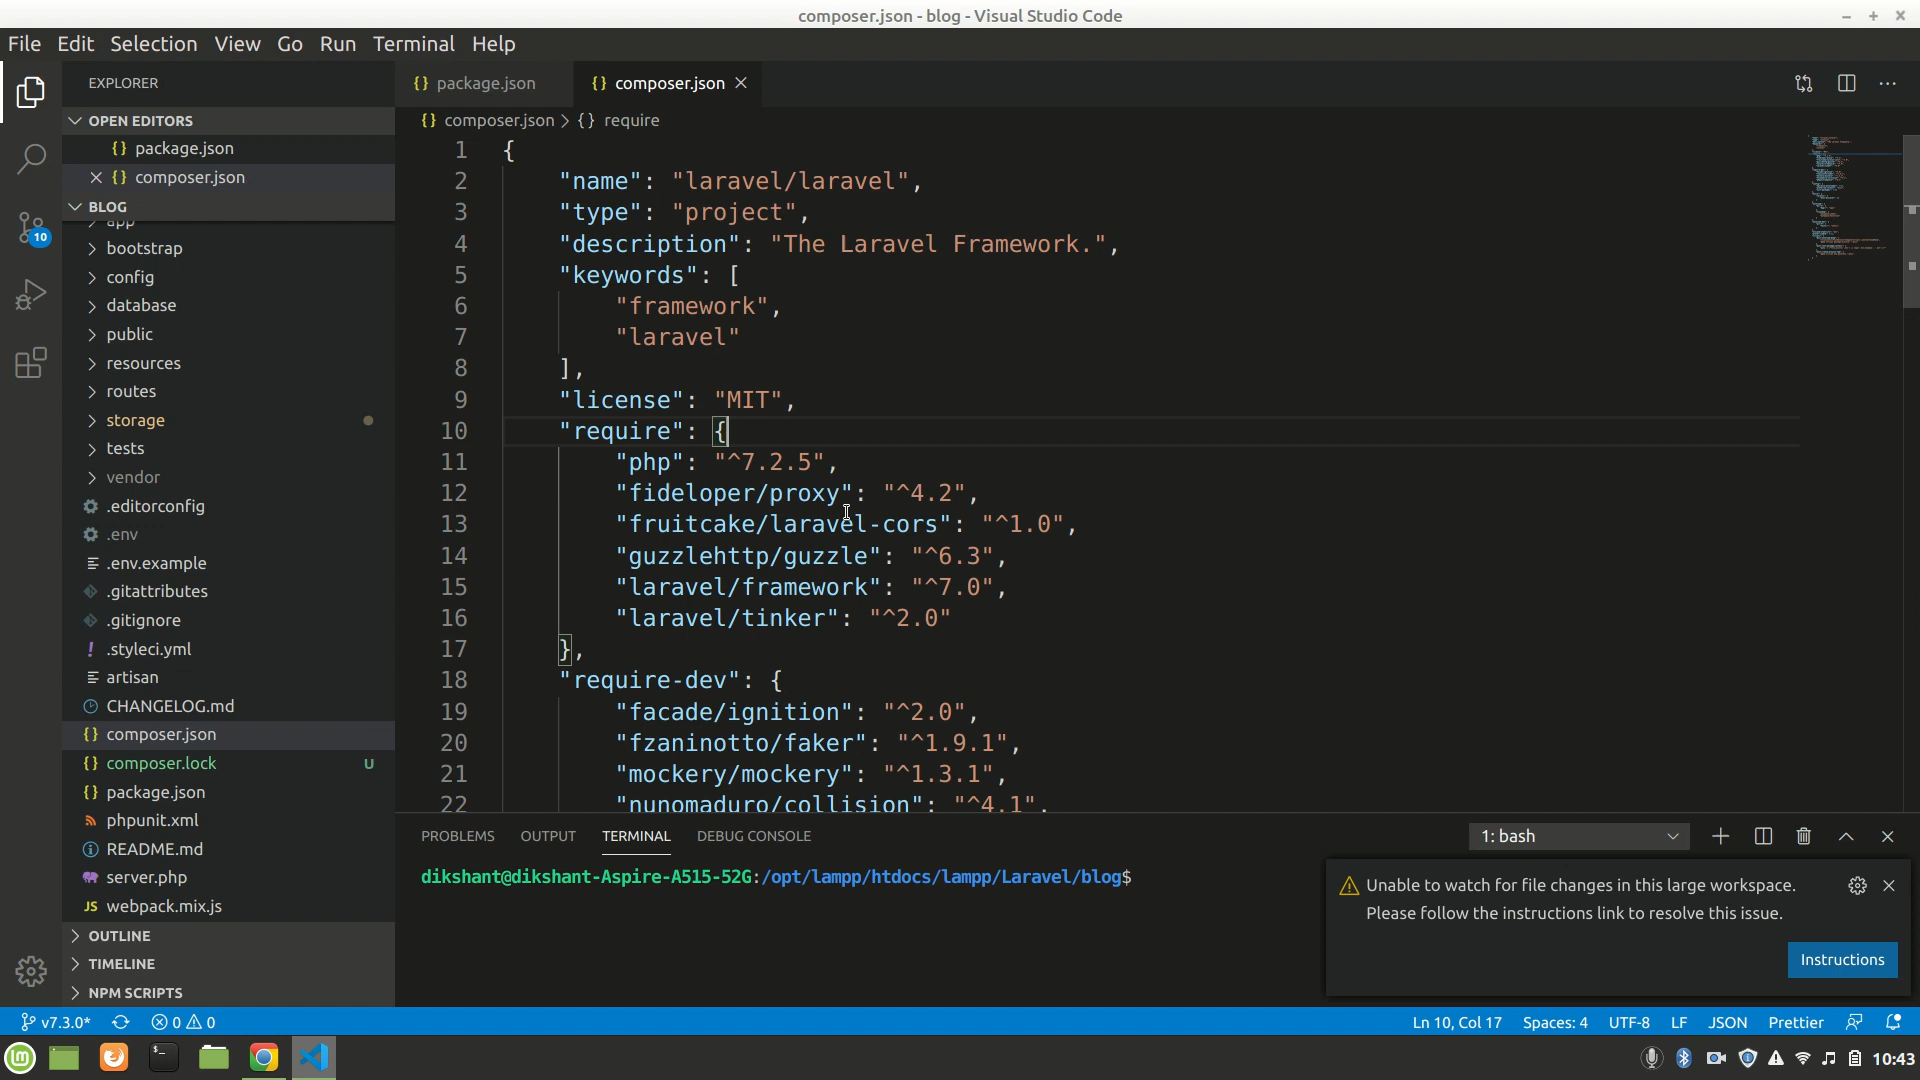 composer.json - blog - Visual Studio Code
File Edit Selection View Go Run Terminal Help
EXPLORER
OPEN EDITORS
{} package.json
{} composer.json
BLOG
app
bootstrap
config
database
public
resources
routes
storage
tests
vendor
.editorconfig
.env
.env.example
.gitattributes
.gitignore
! .styleci.yml
artisan
CHANGELOG.md
{} composer.json
{} composer.lock U
{} package.json
phpunit.xml
README.md
server.php
JS webpack.mix.js
OUTLINE
TIMELINE
NPM SCRIPTS
10
{} package.json {} composer.json
{} composer.json > {} require
1 {
2 "name": "laravel/laravel",
3 "type": "project",
4 "description": "The Laravel Framework.",
5 "keywords": [
6 "framework",
7 "laravel"
8 ],
9 "license": "MIT",
10 "require": {
11 "php": "^7.2.5",
12 "fideloper/proxy": "^4.2",
13 "fruitcake/laravel-cors": "^1.0",
14 "guzzlehttp/guzzle": "^6.3",
15 "laravel/framework": "^7.0",
16 "laravel/tinker": "^2.0"
17 },
18 "require-dev": {
19 "facade/ignition": "^2.0",
20 "fzaninotto/faker": "^1.9.1",
21 "mockery/mockery": "^1.3.1",
22 "nunomaduro/collision": "^4.1",
PROBLEMS OUTPUT TERMINAL DEBUG CONSOLE 1: bash
dikshant@dikshant-Aspire-A515-52G:/opt/lampp/htdocs/lampp/Laravel/blog$
Unable to watch for file changes in this large workspace.
Please follow the instructions link to resolve this issue.
Instructions
v7.3.0* 0 0 Ln 10, Col 17 Spaces: 4 UTF-8 LF JSON Prettier
10:43